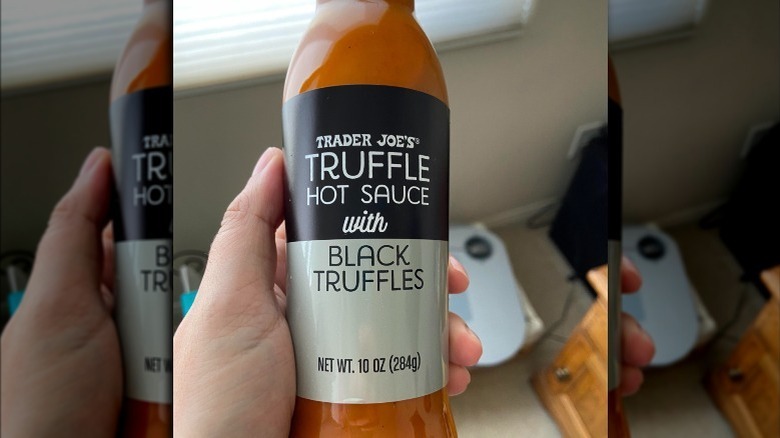 TRADER JOE'S®
TRUFFLE
HOT SAUCE
with
BLACK
TRUFFLES
NET WT. 10 OZ (284g)